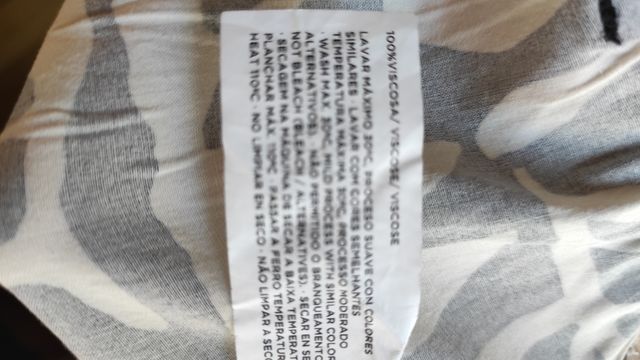 100%VISCOSA/ VISCOSE/ VISCOSE
LAVAR MÁXIMO 30ºC, PROCESO SUAVE CON COLORES
SIMILARES · LAVAR COM CORES SEMELHANTES
TEMPERATURA MÁXIMA 30ºC, PROCESSO MODERADO
· WASH MAX. 30ºC, MILD PROCESS WITH SIMILAR COLOR
ALTERNATIVOS). · NÃO PERMITIDO O BRANQUEAMENTO
NOT BLEACH (BLEACH / ALTERNATIVES). · SECAR EN SE
· SECAGEM NA MÁQUINA DE SECAR A BAIXA TEMPERAT
PLANCHAR MÁX. 110ºC · PASSAR A FERRO TEMPERATUR
HEAT 110ºC · NO LIMPIAR EN SECO · NÃO LIMPAR A SECO